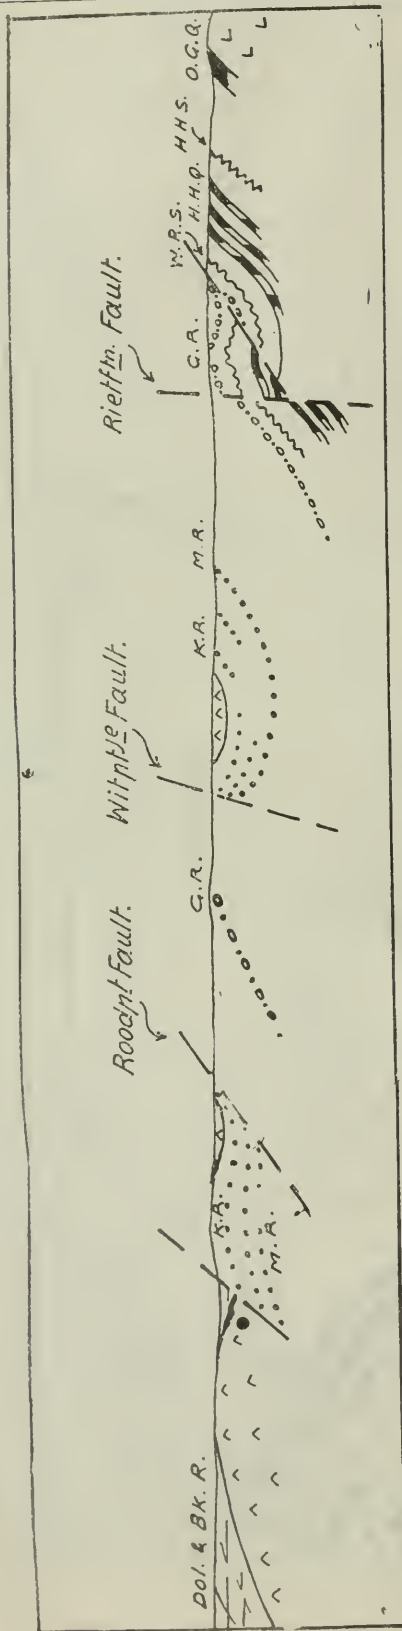 Dol. & BK. R.
K.R.
M.R.
Roodpt Fault.
G.R.
Witptje Fault.
K.R.
M.R.
Rietftn. Fault.
G.R.
W.R.S.
H.H.Q.
H H S.
O.G.Q.
L
L
L